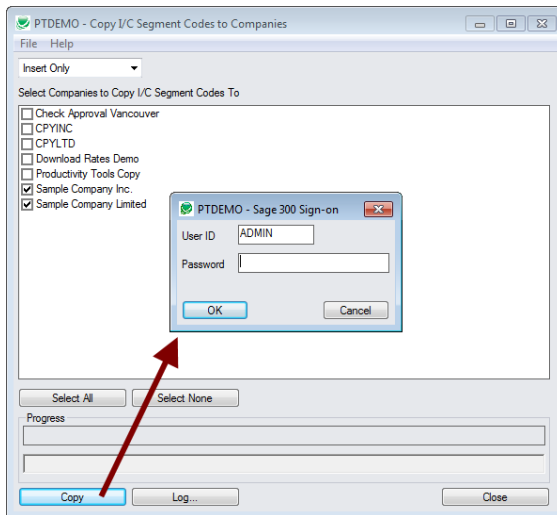 PTDEMO - Copy I/C Segment Codes to Companies
File Help
Insert Only
Select Companies to Copy I/C Segment Codes To
Check Approval Vancouver
CPYINC
CPYLTD
Download Rates Demo
Productivity Tools Copy
Sample Company Inc.
Sample Company Limited
PTDEMO - Sage 300 Sign-on
User ID ADMIN
Password
OK Cancel
Select All Select None
Progress
Copy Log... Close